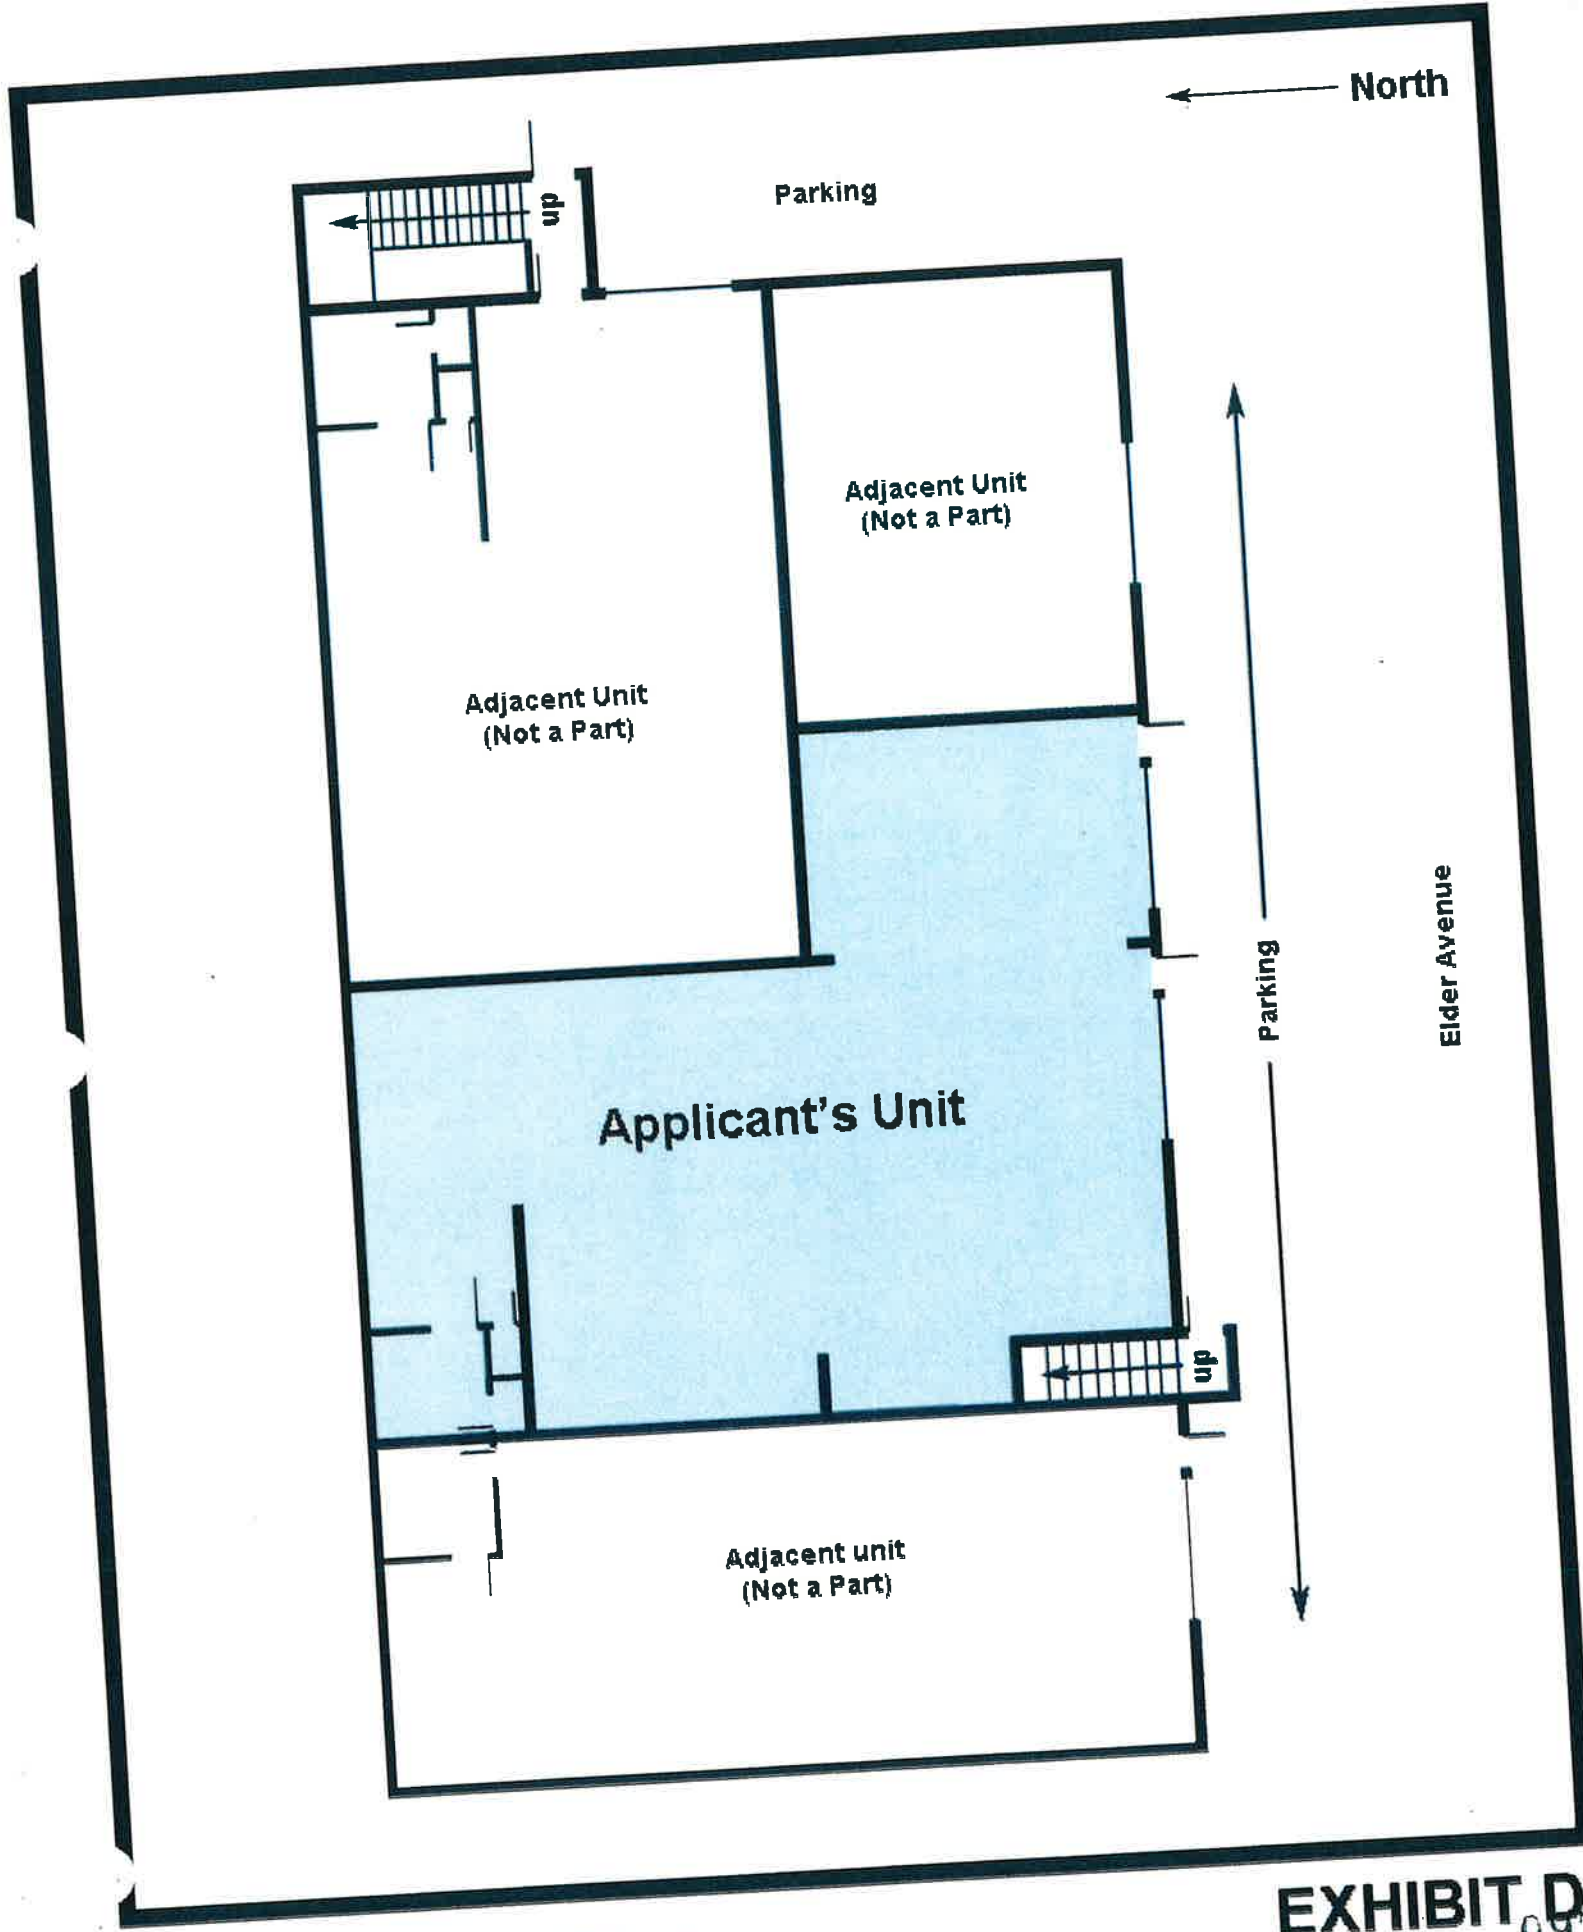 North
Parking
dn
Adjacent Unit
(Not a Part)
Adjacent Unit
(Not a Part)
Parking
Elder Avenue
Applicant's Unit
up
Adjacent unit
(Not a Part)
EXHIBIT D